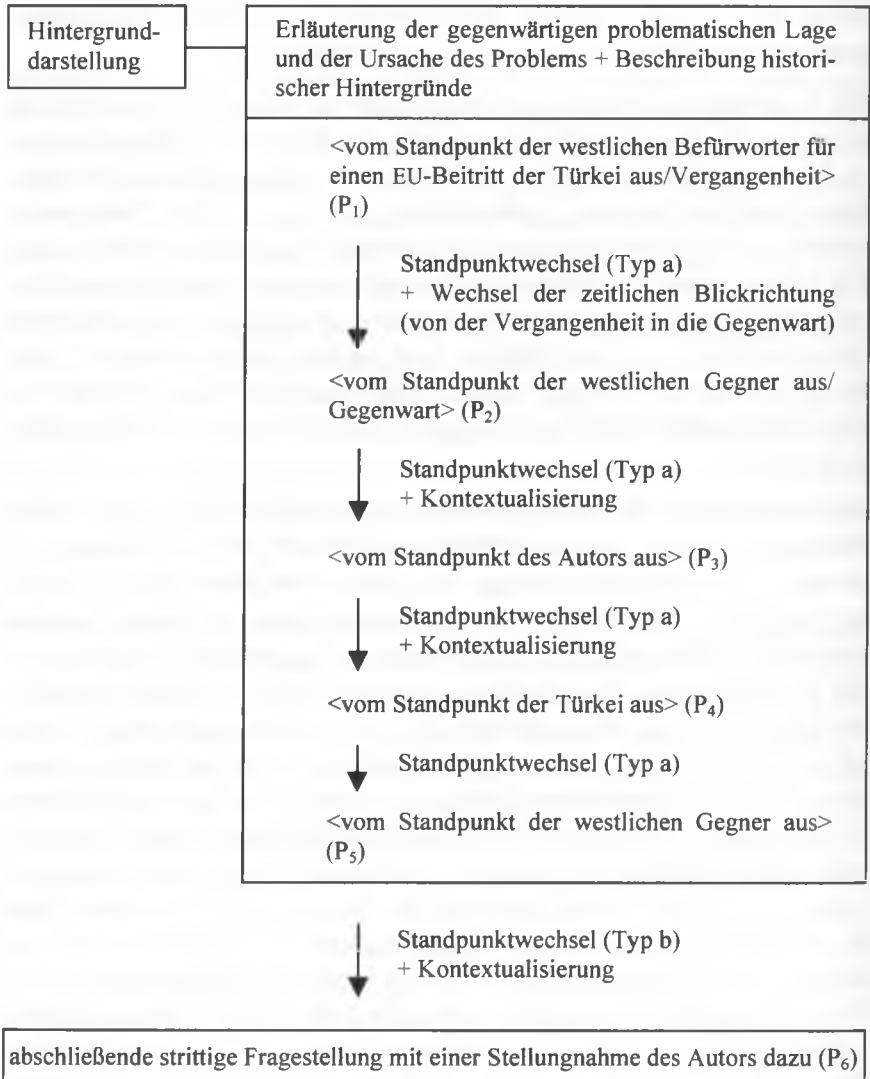 Hintergrund-
darstellung
Erläuterung der gegenwärtigen problematischen Lage
und der Ursache des Problems + Beschreibung histori-
scher Hintergründe
<vom Standpunkt der westlichen Befürworter für
einen EU-Beitritt der Türkei aus/Vergangenheit>
(P₁)
Standpunktwechsel (Typ a)
+ Wechsel der zeitlichen Blickrichtung
(von der Vergangenheit in die Gegenwart)
<vom Standpunkt der westlichen Gegner aus/
Gegenwart> (P₂)
Standpunktwechsel (Typ a)
+ Kontextualisierung
<vom Standpunkt des Autors aus> (P₃)
Standpunktwechsel (Typ a)
+ Kontextualisierung
<vom Standpunkt der Türkei aus> (P₄)
Standpunktwechsel (Typ a)
<vom Standpunkt der westlichen Gegner aus>
(P₅)
Standpunktwechsel (Typ b)
+ Kontextualisierung
abschließende strittige Fragestellung mit einer Stellungnahme des Autors dazu (P₆)